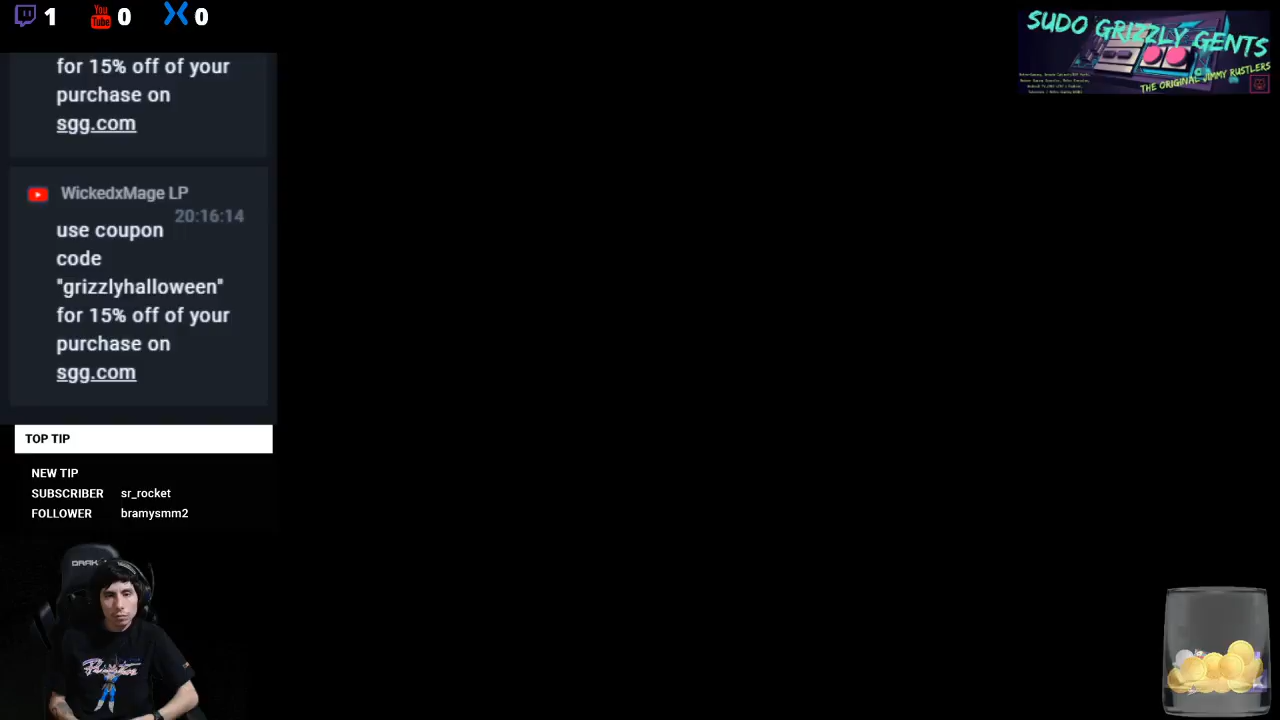 1 0 0
for 15% off of your
purchase on
sgg.com
WickedxMage LP
20:16:14
use coupon
code
"grizzlyhalloween"
for 15% off of your
purchase on
sgg.com
TOP TIP
NEW TIP
SUBSCRIBER sr_rocket
FOLLOWER bramysmm2
SUDO GRIZZLY GENTS
THE ORIGINAL JIMMY RUSTLERS